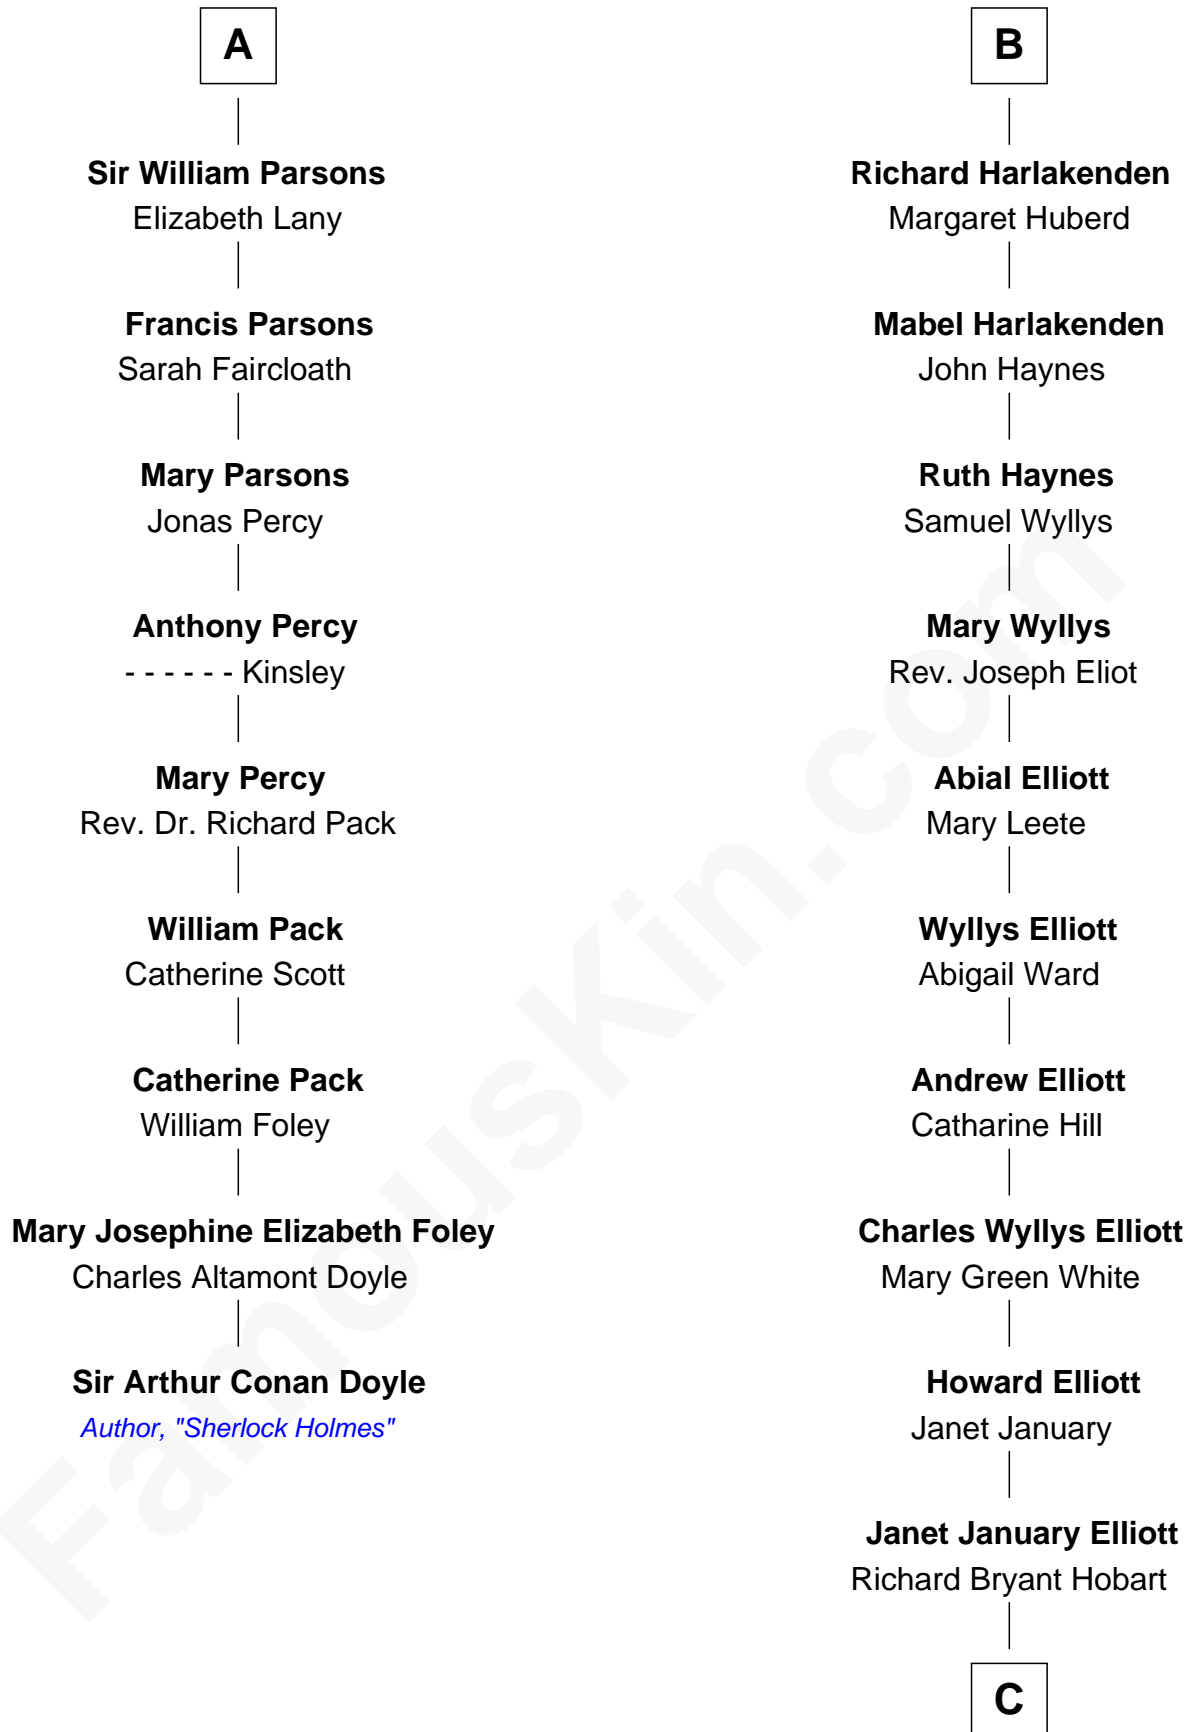 A
Sir William Parsons
Elizabeth Lany
Francis Parsons
Sarah Faircloath
Mary Parsons
Jonas Percy
Anthony Percy
- - - - - - Kinsley
Mary Percy
Rev. Dr. Richard Pack
William Pack
Catherine Scott
Catherine Pack
William Foley
Mary Josephine Elizabeth Foley
Charles Altamont Doyle
Sir Arthur Conan Doyle
Author, "Sherlock Holmes"
B
Richard Harlakenden
Margaret Huberd
Mabel Harlakenden
John Haynes
Ruth Haynes
Samuel Wyllys
Mary Wyllys
Rev. Joseph Eliot
Abial Elliott
Mary Leete
Wyllys Elliott
Abigail Ward
Andrew Elliott
Catharine Hill
Charles Wyllys Elliott
Mary Green White
Howard Elliott
Janet January
Janet January Elliott
Richard Bryant Hobart
C
FamousKin.com